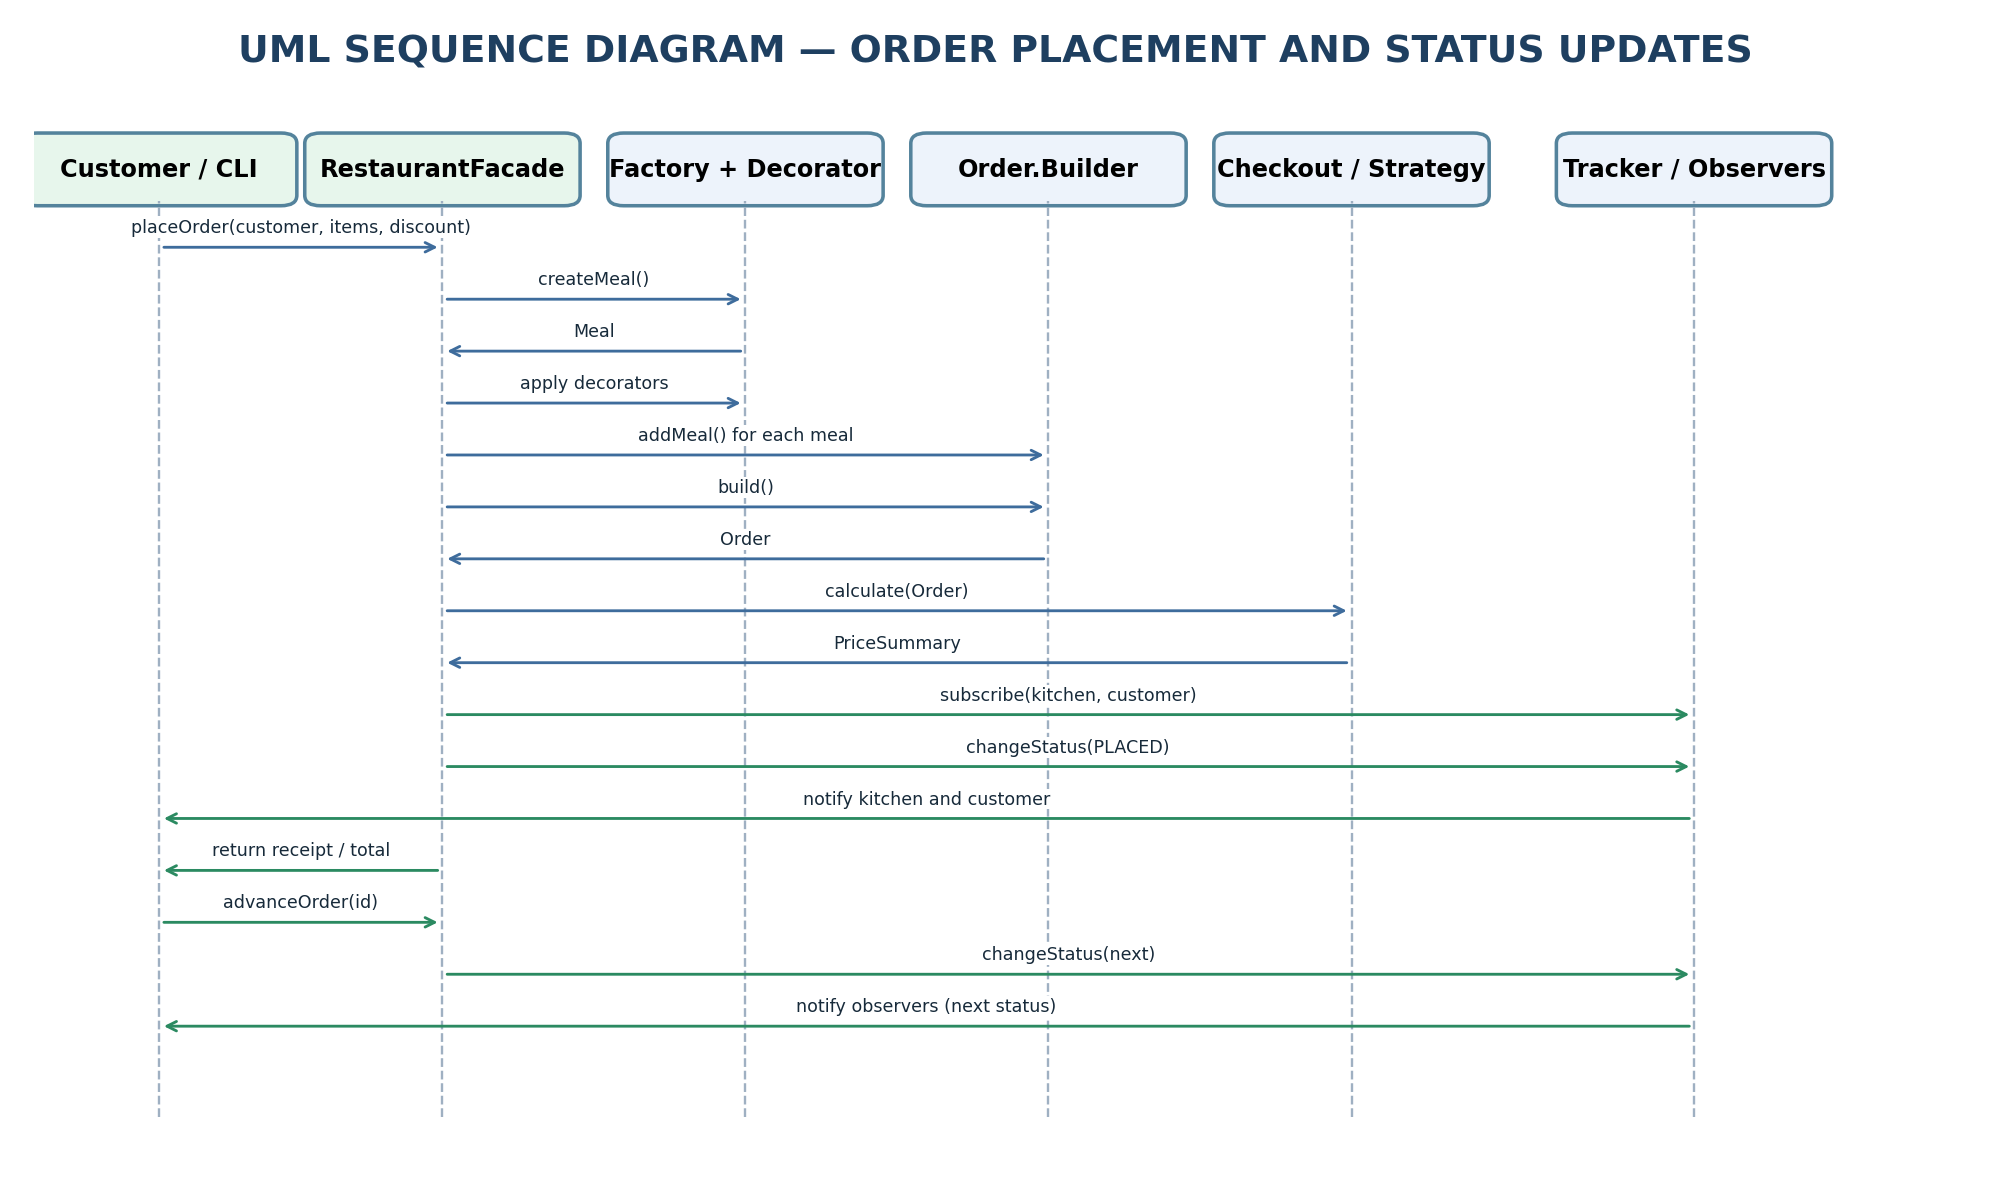 UML SEQUENCE DIAGRAM — ORDER PLACEMENT AND STATUS UPDATES
Customer / CLI
RestaurantFacade
Factory + Decorator
Order.Builder
Checkout / Strategy
Tracker / Observers
placeOrder(customer, items, discount)
createMeal()
Meal
apply decorators
addMeal() for each meal
build()
Order
calculate(Order)
PriceSummary
subscribe(kitchen, customer)
changeStatus(PLACED)
notify kitchen and customer
return receipt / total
advanceOrder(id)
changeStatus(next)
notify observers (next status)